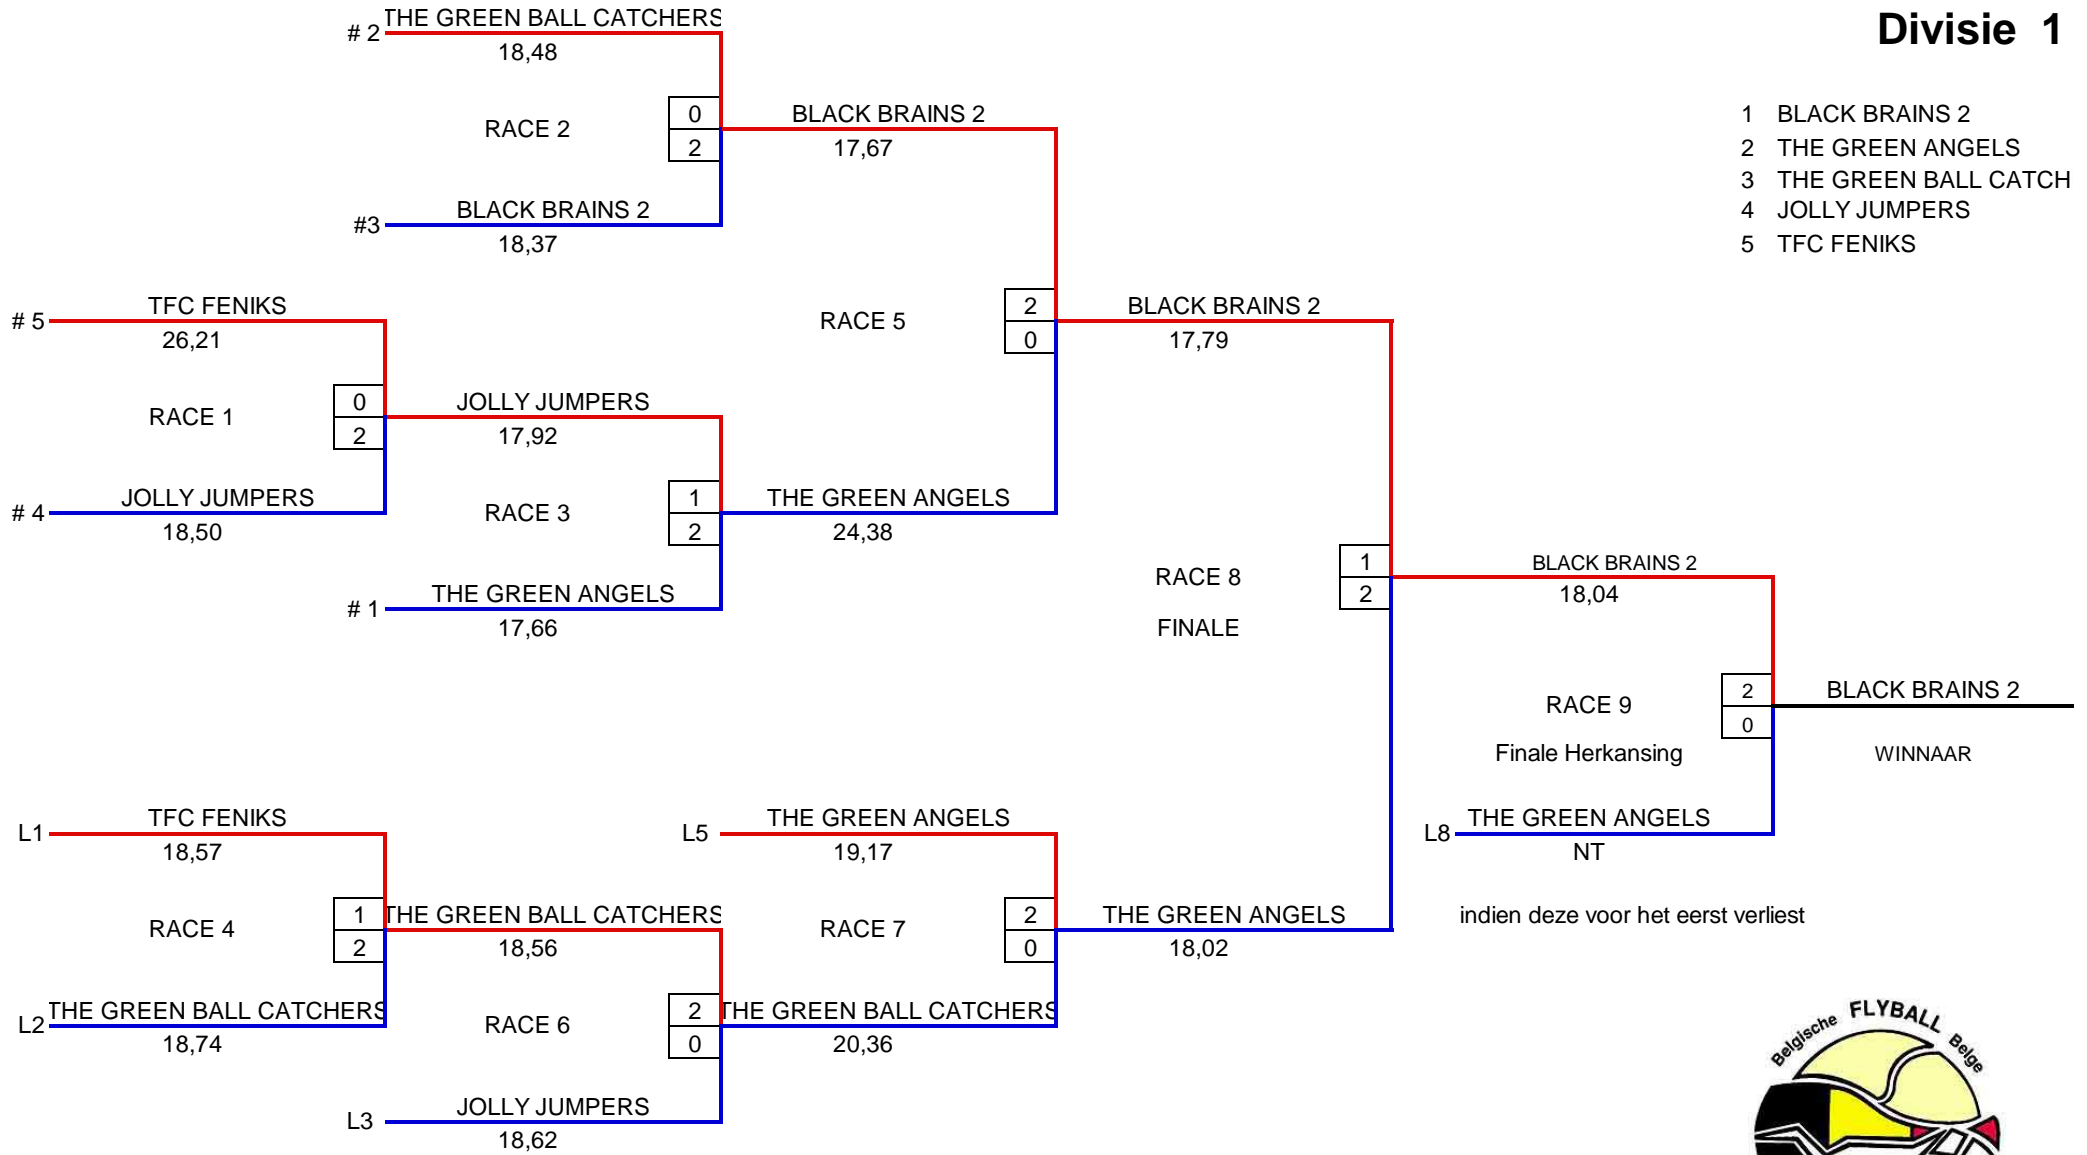 Divisie 1
1 BLACK BRAINS 2
2 THE GREEN ANGELS
3 THE GREEN BALL CATCH
4 JOLLY JUMPERS
5 TFC FENIKS
# 2 THE GREEN BALL CATCHERS
18,48
RACE 2
0
2
#3 BLACK BRAINS 2
18,37
BLACK BRAINS 2
17,67
# 5 TFC FENIKS
26,21
RACE 1
0
2
# 4 JOLLY JUMPERS
18,50
JOLLY JUMPERS
17,92
RACE 3
1
2
# 1 THE GREEN ANGELS
17,66
THE GREEN ANGELS
24,38
RACE 5
2
0
BLACK BRAINS 2
17,79
RACE 8
FINALE
1
2
BLACK BRAINS 2
18,04
RACE 9
Finale Herkansing
2
0
BLACK BRAINS 2
WINNAAR
L8 THE GREEN ANGELS
NT
indien deze voor het eerst verliest
L1 TFC FENIKS
18,57
RACE 4
1
2
L2 THE GREEN BALL CATCHERS
18,74
THE GREEN BALL CATCHERS
18,56
RACE 6
2
0
L3 JOLLY JUMPERS
18,62
L5 THE GREEN ANGELS
19,17
RACE 7
2
0
THE GREEN BALL CATCHERS
20,36
THE GREEN ANGELS
18,02
Belgische FLYBALL Belge